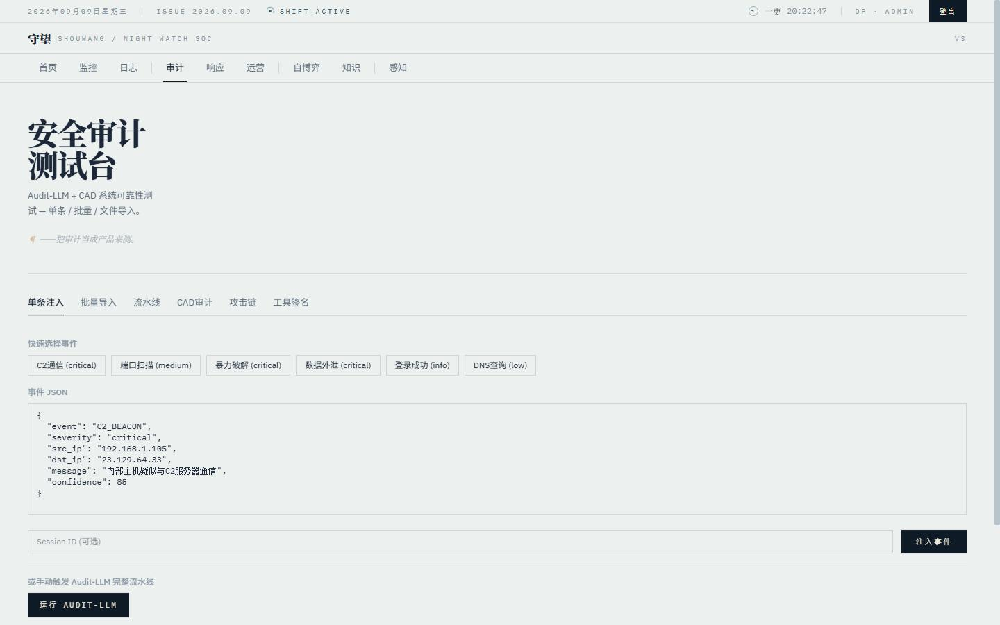 2026年09月09日星期三 ISSUE 2026.09.09 SHIFT ACTIVE 一更 20:22:47 OP · ADMIN 登出
守望 SHOUWANG / NIGHT WATCH SOC V3
首页 监控 日志 审计 响应 运营 自博弈 知识 感知
安全审计
测试台
Audit-LLM + CAD 系统可靠性测
试 — 单条 / 批量 / 文件导入。
¶ ——把审计当成产品来测。
单条注入 批量导入 流水线 CAD审计 攻击链 工具签名
快速选择事件
C2通信 (critical) 端口扫描 (medium) 暴力破解 (critical) 数据外泄 (critical) 登录成功 (info) DNS查询 (low)
事件 JSON
{
"event": "C2_BEACON",
"severity": "critical",
"src_ip": "192.168.1.105",
"dst_ip": "23.129.64.33",
"message": "内部主机疑似与C2服务器通信",
"confidence": 85
}
Session ID (可选) 注入事件
或手动触发 Audit-LLM 完整流水线
运行 AUDIT-LLM